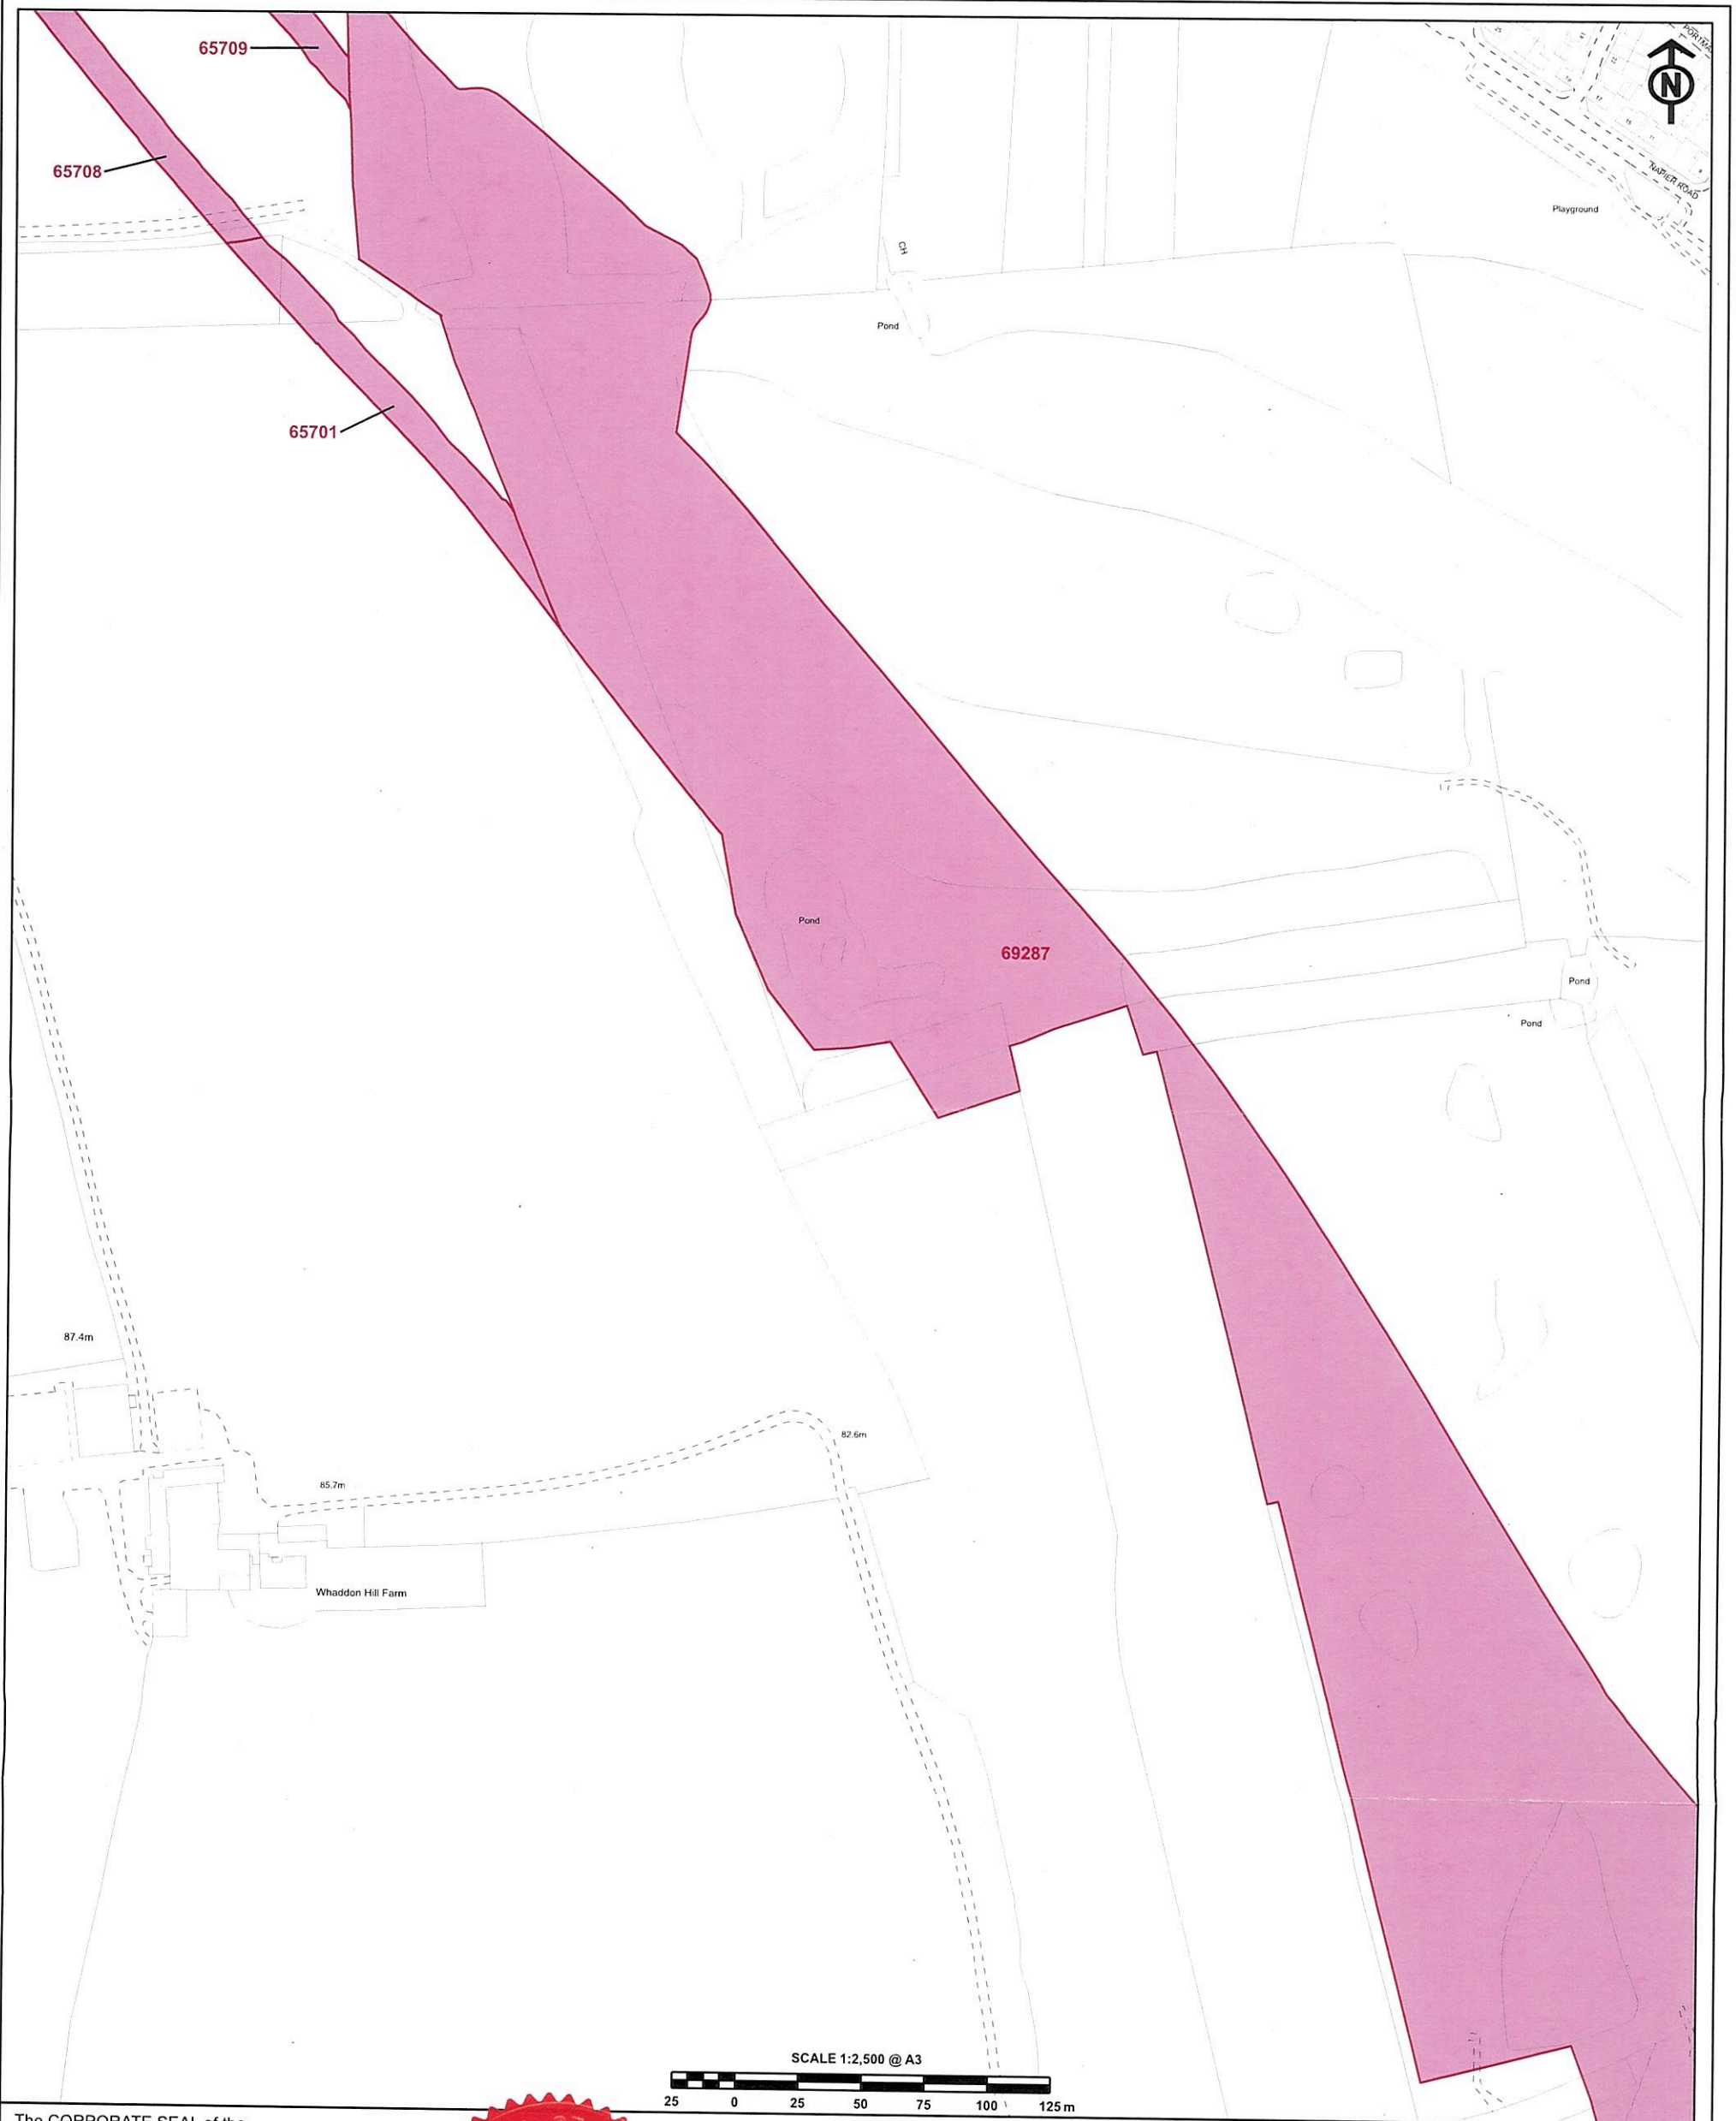 65709
N
65708
NAPIER ROAD
Playground
CH
Pond
65701
Pond
69287
Pond
Pond
87.4m
82.6m
85.7m
Whaddon Hill Farm
SCALE 1:2,500 @ A3
25 0 25 50 75 100 125 m
The CORPORATE SEAL of the